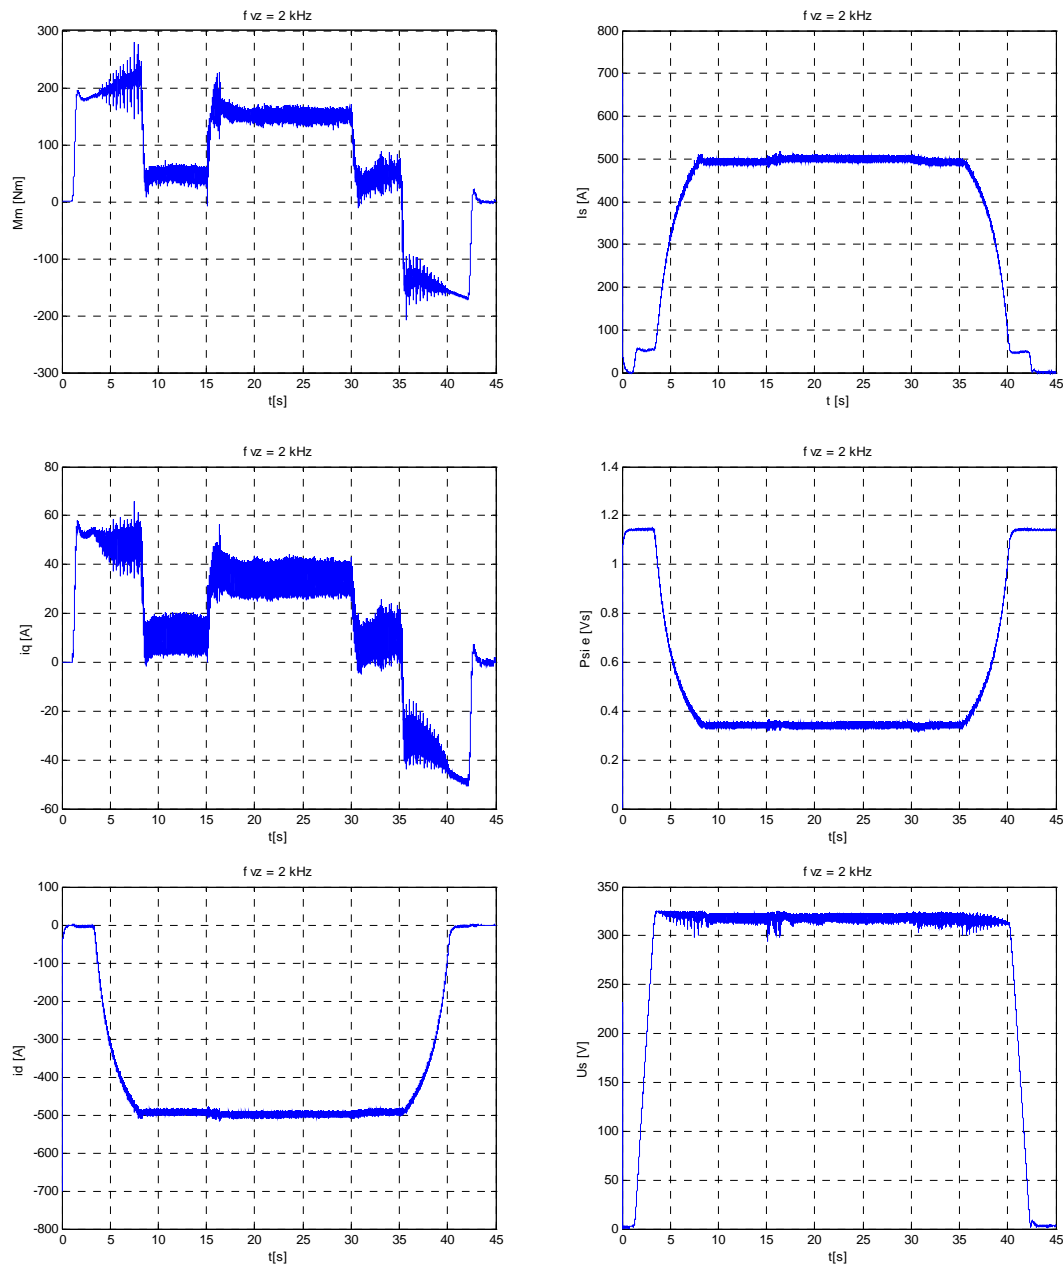 f vz = 2 kHz
Mm [Nm]
300
200
100
0
-100
-200
-300
0 5 10 15 20 25 30 35 40 45
t[s]
f vz = 2 kHz
Is [A]
800
700
600
500
400
300
200
100
0
0 5 10 15 20 25 30 35 40 45
t [s]
f vz = 2 kHz
iq [A]
80
60
40
20
0
-20
-40
-60
0 5 10 15 20 25 30 35 40 45
t[s]
f vz = 2 kHz
Psi e [Vs]
1.4
1.2
1
0.8
0.6
0.4
0.2
0
0 5 10 15 20 25 30 35 40 45
t[s]
f vz = 2 kHz
id [A]
100
0
-100
-200
-300
-400
-500
-600
-700
-800
0 5 10 15 20 25 30 35 40 45
t[s]
f vz = 2 kHz
Us [V]
350
300
250
200
150
100
50
0
0 5 10 15 20 25 30 35 40 45
t[s]